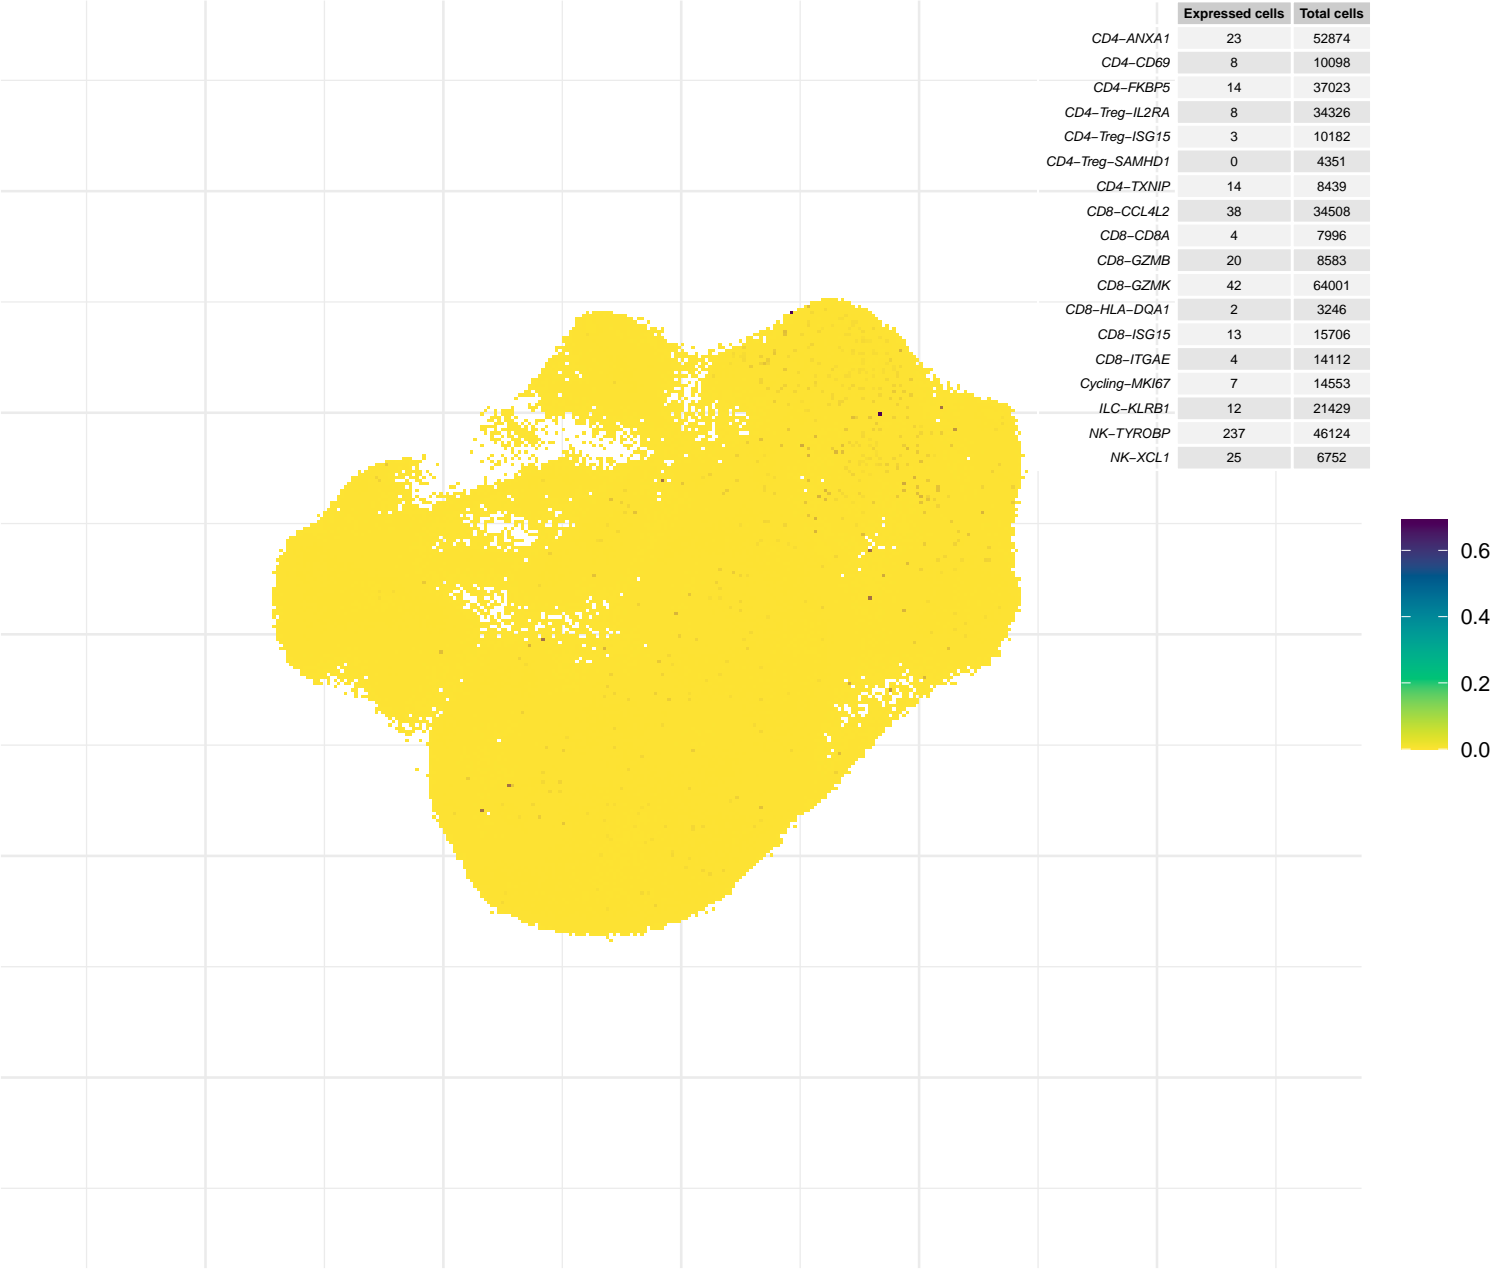 Expressed cells Total cells
CD4−ANXA1 23 52874
CD4−CD69 8 10098
CD4−FKBP5 14 37023
CD4−Treg−IL2RA 8 34326
CD4−Treg−ISG15 3 10182
CD4−Treg−SAMHD1 0 4351
CD4−TXNIP 14 8439
CD8−CCL4L2 38 34508
CD8−CD8A 4 7996
CD8−GZMB 20 8583
CD8−GZMK 42 64001
CD8−HLA−DQA1 2 3246
CD8−ISG15 13 15706
CD8−ITGAE 4 14112
Cycling−MKI67 7 14553
ILC−KLRB1 12 21429
NK−TYROBP 237 46124
NK−XCL1 25 6752
0.6
0.4
0.2
0.0